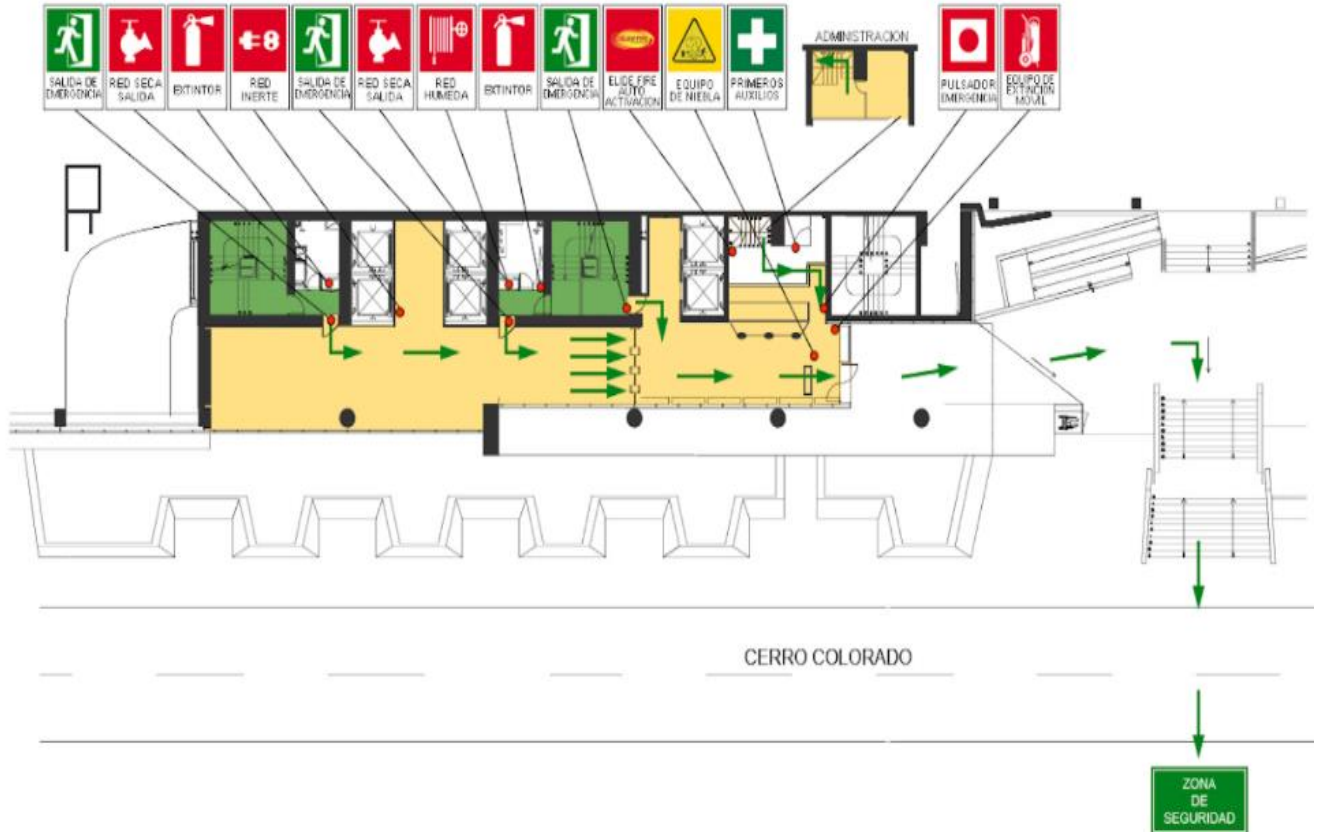 SALIDA DE
EMERGENCIA
RED SECA
SALIDA
EXTINTOR
RED
INERTE
SALIDA DE
EMERGENCIA
RED SECA
SALIDA
RED
HUMEDA
EXTINTOR
SALIDA DE
EMERGENCIA
ELIDE FIRE
AUTO
ACTIVACION
EQUIPO
DE NIEBLA
PRIMEROS
AUXILIOS
ADMINISTRACION
PULSADOR
EMERGENCIA
EQUIPO DE
EXTINCION
MOVIL
CERRO COLORADO
ZONA
DE
SEGURIDAD